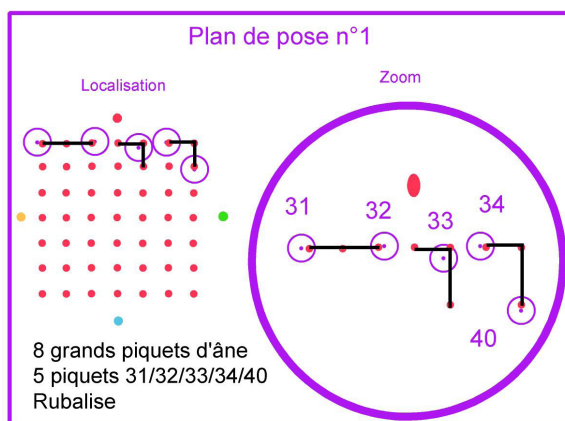 Plan de pose n°1
Localisation
Zoom
31
32
33
34
40
8 grands piquets d'âne
5 piquets 31/32/33/34/40
Rubalise